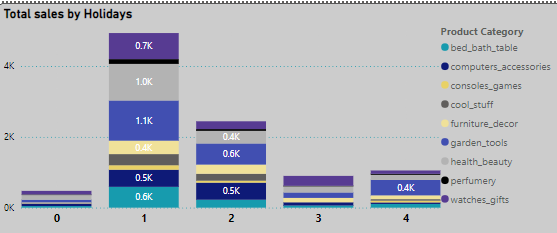 Total sales by Holidays
Product Category
bed_bath_table
computers_accessories
consoles_games
cool_stuff
furniture_decor
garden_tools
health_beauty
perfumery
watches_gifts
4K
2K
0K
0.7K
1.0K
1.1K
0.4K
0.5K
0.6K
0.4K
0.6K
0.5K
0.4K
0 1 2 3 4